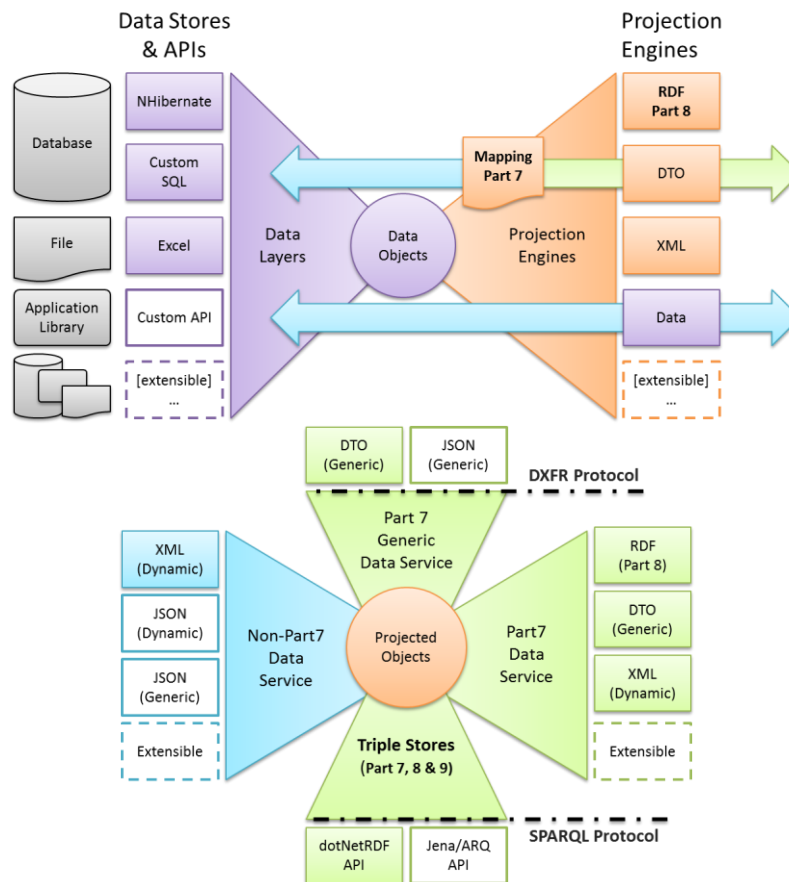 Data Stores
& APIs
Projection
Engines
Database
NHibernate
Custom
SQL
File
Excel
Application
Library
Custom API
[extensible]
...
Data
Layers
Data
Objects
Mapping
Part 7
Projection
Engines
RDF
Part 8
DTO
XML
Data
[extensible]
...
DTO
(Generic)
JSON
(Generic)
DXFR Protocol
Part 7
Generic
Data Service
XML
(Dynamic)
JSON
(Dynamic)
JSON
(Generic)
Extensible
Non-Part7
Data
Service
Projected
Objects
Part7
Data
Service
RDF
(Part 8)
DTO
(Generic)
XML
(Dynamic)
Extensible
Triple Stores
(Part 7, 8 & 9)
SPARQL Protocol
dotNetRDF
API
Jena/ARQ
API